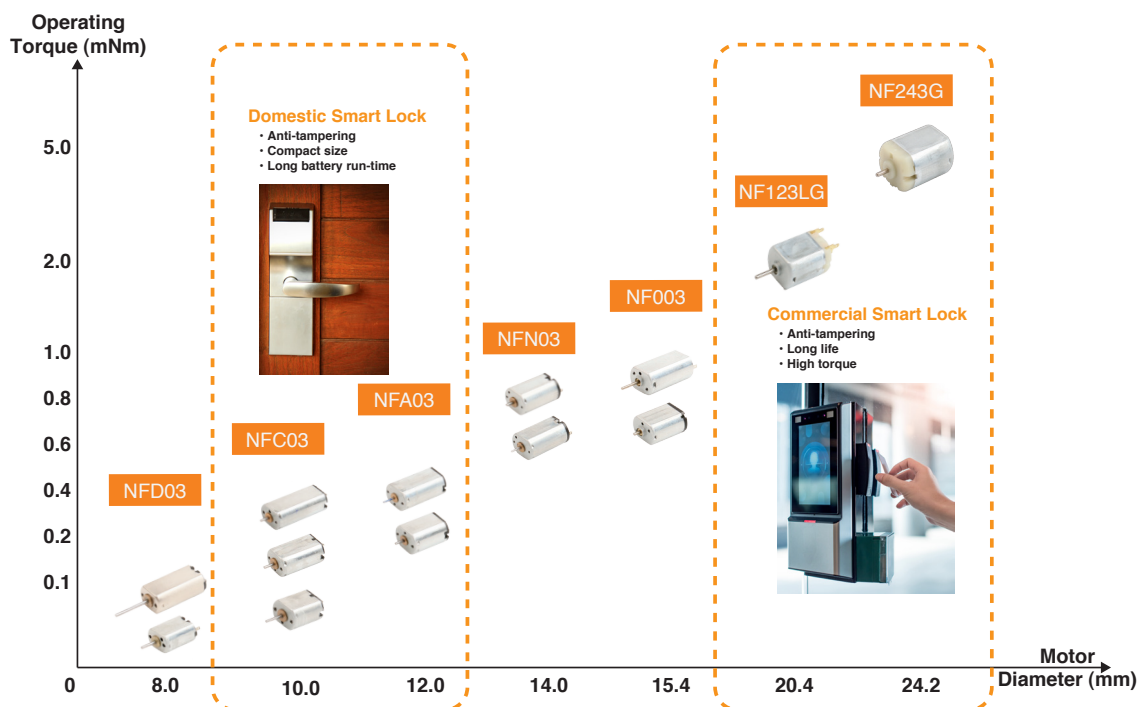 Operating
Torque (mNm)
NF243G
Domestic Smart Lock
· Anti-tampering
· Compact size
· Long battery run-time
5.0
NF123LG
2.0
NF003
Commercial Smart Lock
· Anti-tampering
· Long life
· High torque
NFN03
1.0
NFA03
0.8
NFC03
0.6
NFD03
0.4
0.2
0.1
Motor
Diameter (mm)
0
8.0
10.0
12.0
14.0
15.4
20.4
24.2